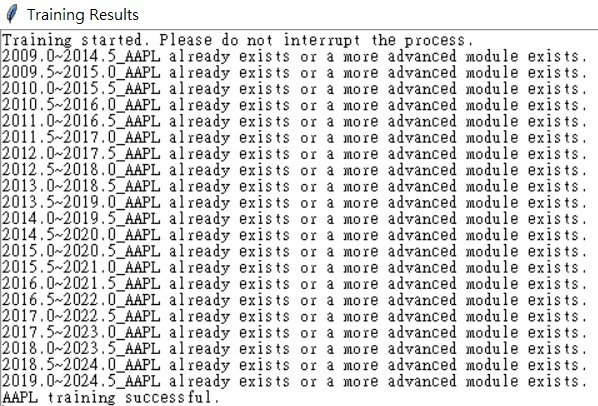 Training Results
Training started. Please do not interrupt the process.
2009.0~2014.5_AAPL already exists or a more advanced module exists.
2009.5~2015.0_AAPL already exists or a more advanced module exists.
2010.0~2015.5_AAPL already exists or a more advanced module exists.
2010.5~2016.0_AAPL already exists or a more advanced module exists.
2011.0~2016.5_AAPL already exists or a more advanced module exists.
2011.5~2017.0_AAPL already exists or a more advanced module exists.
2012.0~2017.5_AAPL already exists or a more advanced module exists.
2012.5~2018.0_AAPL already exists or a more advanced module exists.
2013.0~2018.5_AAPL already exists or a more advanced module exists.
2013.5~2019.0_AAPL already exists or a more advanced module exists.
2014.0~2019.5_AAPL already exists or a more advanced module exists.
2014.5~2020.0_AAPL already exists or a more advanced module exists.
2015.0~2020.5_AAPL already exists or a more advanced module exists.
2015.5~2021.0_AAPL already exists or a more advanced module exists.
2016.0~2021.5_AAPL already exists or a more advanced module exists.
2016.5~2022.0_AAPL already exists or a more advanced module exists.
2017.0~2022.5_AAPL already exists or a more advanced module exists.
2017.5~2023.0_AAPL already exists or a more advanced module exists.
2018.0~2023.5_AAPL already exists or a more advanced module exists.
2018.5~2024.0_AAPL already exists or a more advanced module exists.
2019.0~2024.5_AAPL already exists or a more advanced module exists.
AAPL training successful.